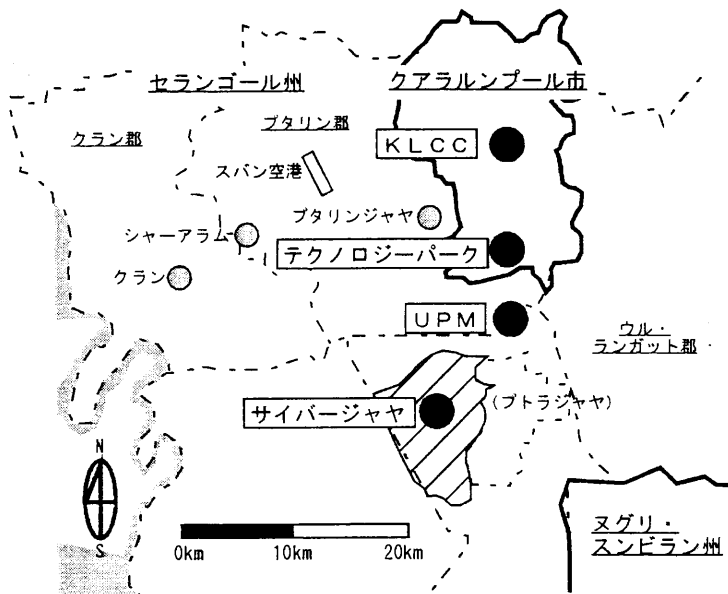 セランゴール州
クアラルンプール市
クラン郡
プタリン郡
KLCC
スバン空港
プタリンジャヤ
シャーアラム
テクノロジーパーク
クラン
UPM
ウル・
ランガット郡
サイバージャヤ
(プトラジャヤ)
N
S
0km 10km 20km
ヌグリ・
スンビラン州